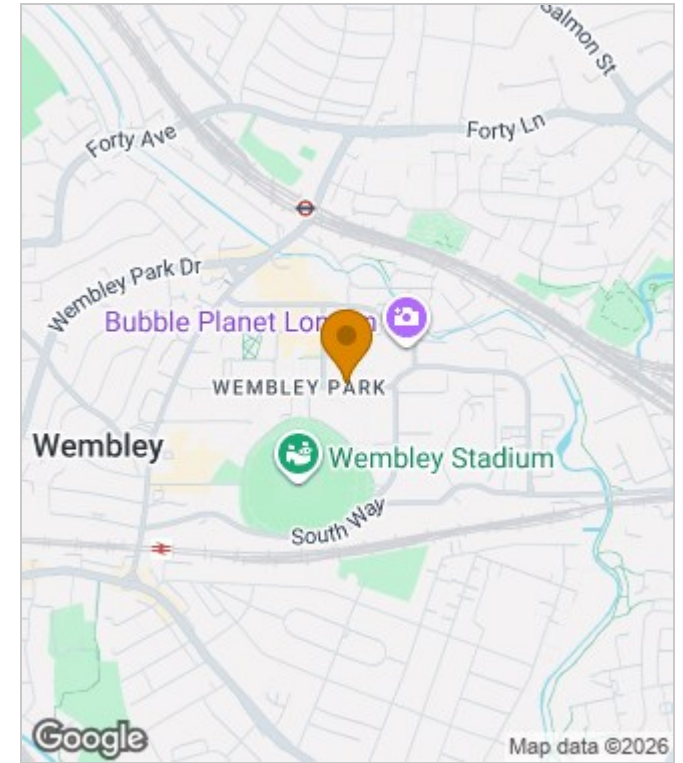 Salmon St
Forty Ave
Forty Ln
Wembley Park Dr
Bubble Planet
WEMBLEY PARK
Wembley
Wembley Stadium
South Way
Google
Map data ©2026